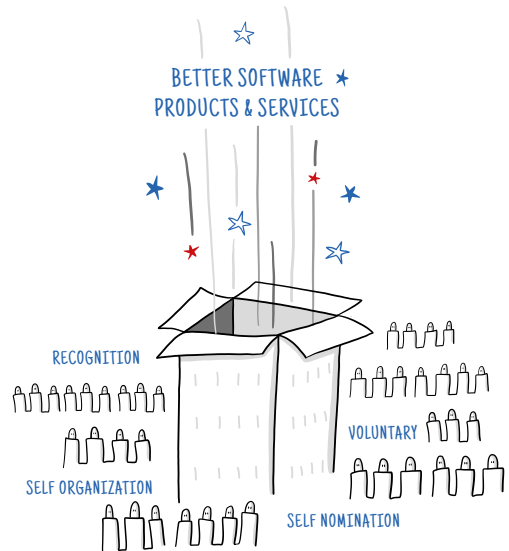 BETTER SOFTWARE
PRODUCTS & SERVICES
RECOGNITION
VOLUNTARY
SELF ORGANIZATION
SELF NOMINATION